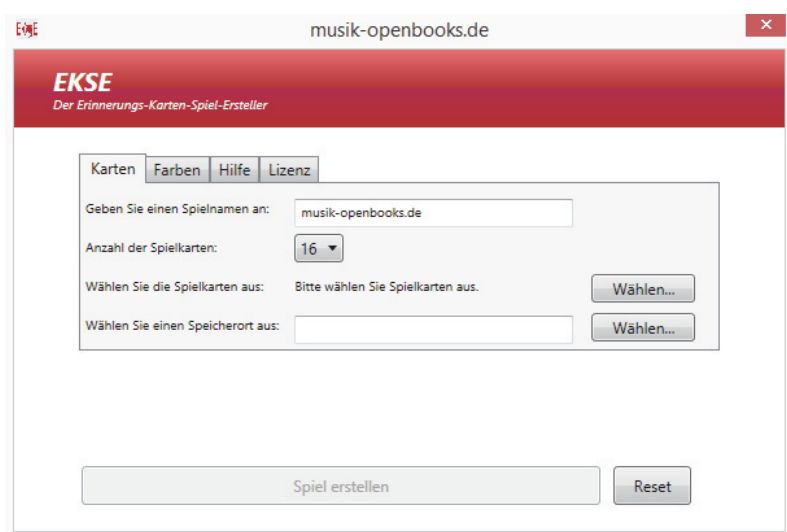 musik-openbooks.de
EKSE
Der Erinnerungs-Karten-Spiel-Ersteller
Karten Farben Hilfe Lizenz
Geben Sie einen Spielnamen an: musik-openbooks.de
Anzahl der Spielkarten: 16
Wählen Sie die Spielkarten aus: Bitte wählen Sie Spielkarten aus. Wählen...
Wählen Sie einen Speicherort aus: Wählen...
Spiel erstellen Reset